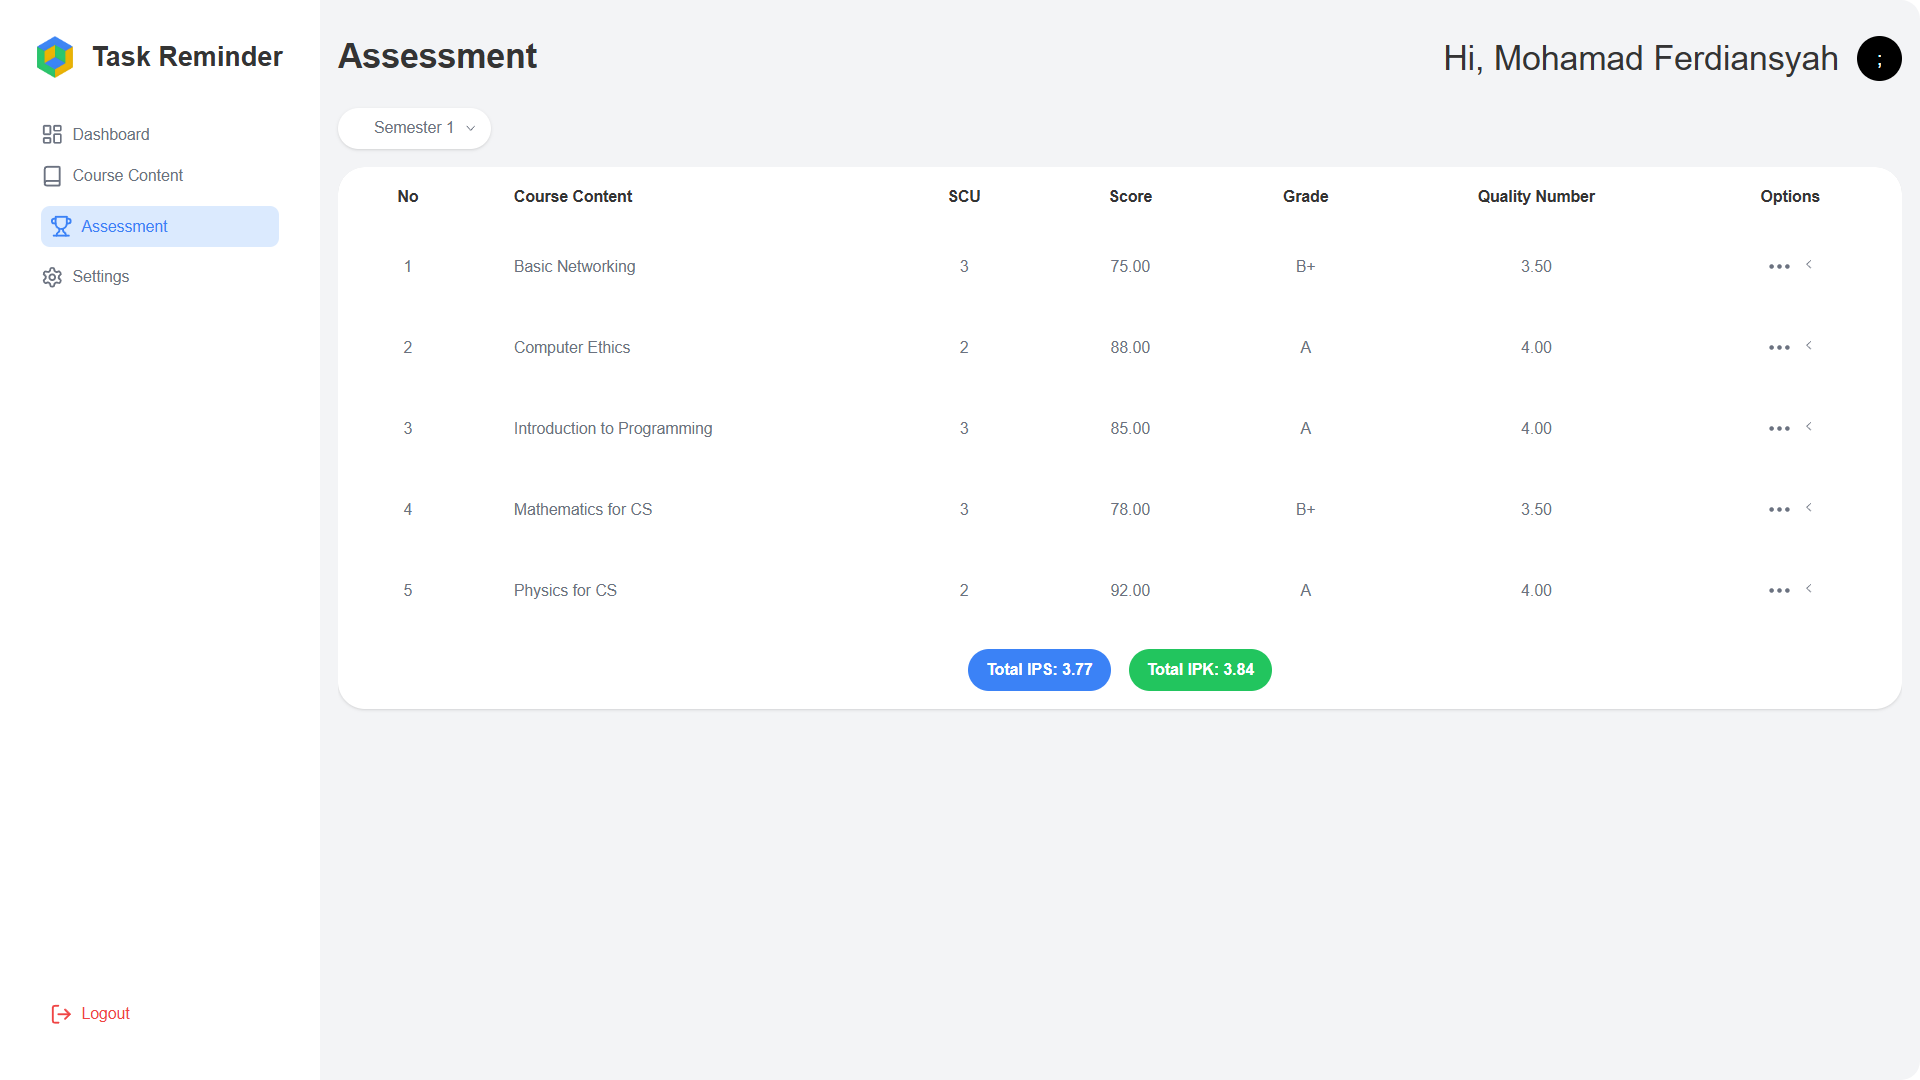 Task Reminder
Dashboard
Course Content
Assessment
Settings
Logout
Assessment
Hi, Mohamad Ferdiansyah
;
Semester 1
No Course Content SCU Score Grade Quality Number Options
1 Basic Networking 3 75.00 B+ 3.50
2 Computer Ethics 2 88.00 A 4.00
3 Introduction to Programming 3 85.00 A 4.00
4 Mathematics for CS 3 78.00 B+ 3.50
5 Physics for CS 2 92.00 A 4.00
Total IPS: 3.77 Total IPK: 3.84